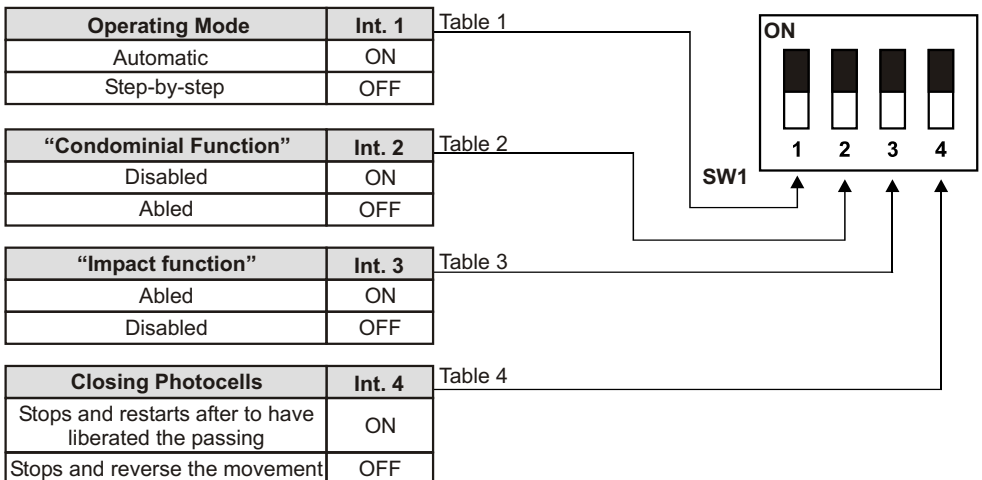 Operating Mode Int. 1 Table 1
Automatic ON
Step-by-step OFF
“Condominial Function” Int. 2 Table 2
Disabled ON
Abled OFF
“Impact function” Int. 3 Table 3
Abled ON
Disabled OFF
Closing Photocells Int. 4 Table 4
Stops and restarts after to have
liberated the passing ON
Stops and reverse the movement OFF
ON
1 2 3 4
SW1